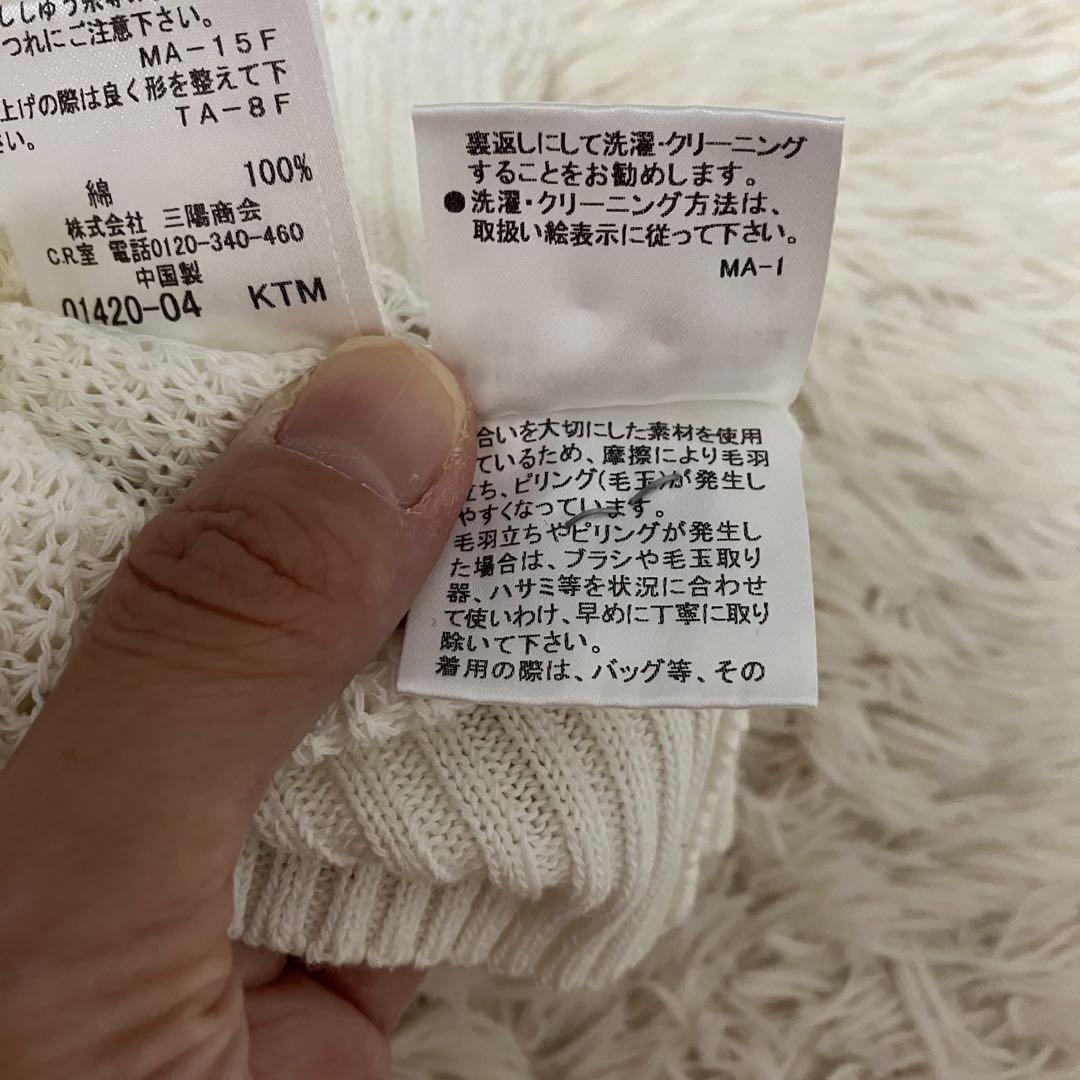 つれにご注意下さい。
MA-15F
上げの際は良く形を整えて下
さい。
TA-8F
綿 100%
株式会社 三陽商会
C.R.室 電話0120-340-460
中国製
01420-04 KTM
裏返しにして洗濯・クリーニング
することをお勧めします。
●洗濯・クリーニング方法は、
取扱い絵表示に従って下さい。
MA-1
合いを大切にした素材を使用
ているため、摩擦により毛羽
立ち、ピリング(毛玉)が発生し
やすくなっています。
毛羽立ちやピリングが発生し
た場合は、ブラシや毛玉取り
器、ハサミ等を状況に合わせ
て使いわけ、早めに丁寧に取り
除いて下さい。
着用の際は、バッグ等、その